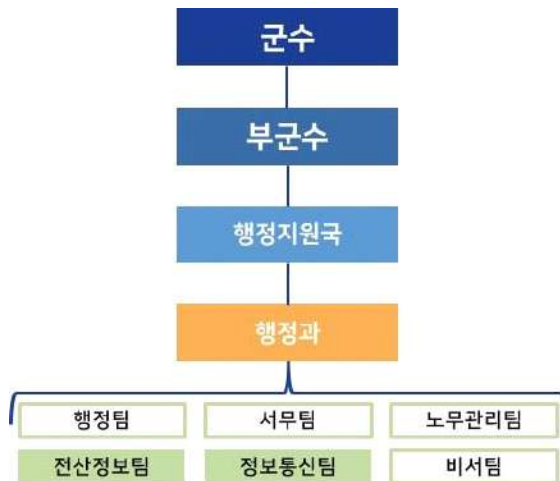 군수
부군수
행정지원국
행정과
행정팀 서무팀 노무관리팀
전산정보팀 정보통신팀 비서팀